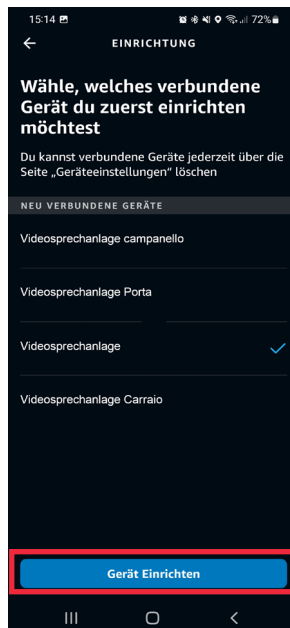 15:14 72%
EINRICHTUNG
Wähle, welches verbundene
Gerät du zuerst einrichten
möchtest
Du kannst verbundene Geräte jederzeit über die
Seite „Geräteeinstellungen" löschen
NEU VERBUNDENE GERÄTE
Videosprechanlage campanello
Videosprechanlage Porta
Videosprechanlage
Videosprechanlage Carraio
Gerät Einrichten